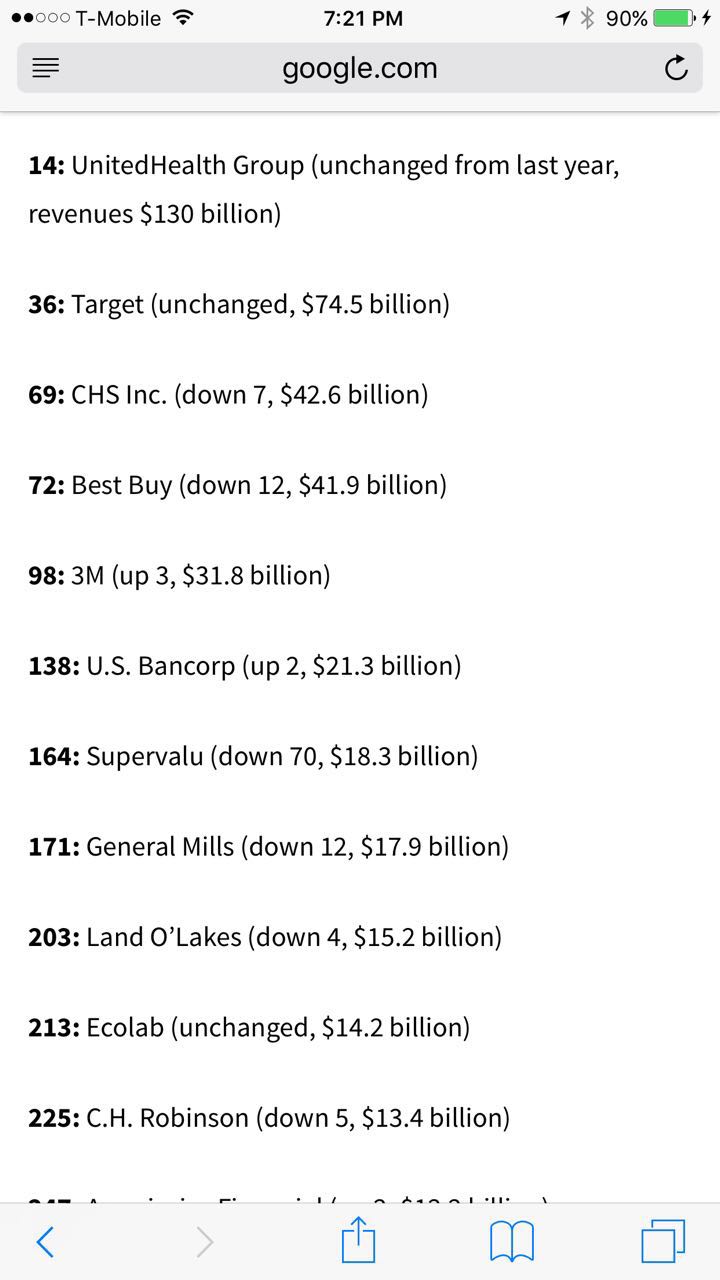 T-Mobile 7:21 PM 90%
google.com
14: UnitedHealth Group (unchanged from last year,
revenues $130 billion)
36: Target (unchanged, $74.5 billion)
69: CHS Inc. (down 7, $42.6 billion)
72: Best Buy (down 12, $41.9 billion)
98: 3M (up 3, $31.8 billion)
138: U.S. Bancorp (up 2, $21.3 billion)
164: Supervalu (down 70, $18.3 billion)
171: General Mills (down 12, $17.9 billion)
203: Land O’Lakes (down 4, $15.2 billion)
213: Ecolab (unchanged, $14.2 billion)
225: C.H. Robinson (down 5, $13.4 billion)